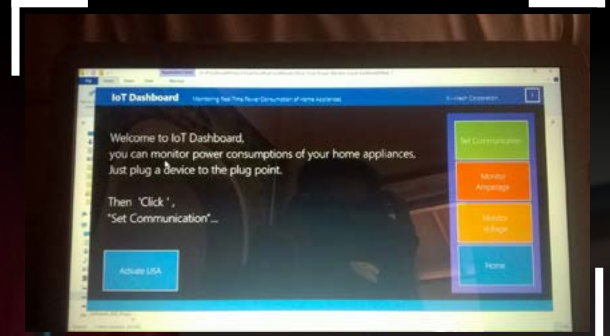 IoT Dashboard
Monitoring Real Time Power Consumption of Home Appliances
Welcome to IoT Dashboard,
you can monitor power consumptions of your home appliances,
Just plug a device to the plug point.
Then 'Click ' ,
"Set Communication"...
Activate LISA
Set Communication
Monitor
Amperage
Monitor
Voltage
Home